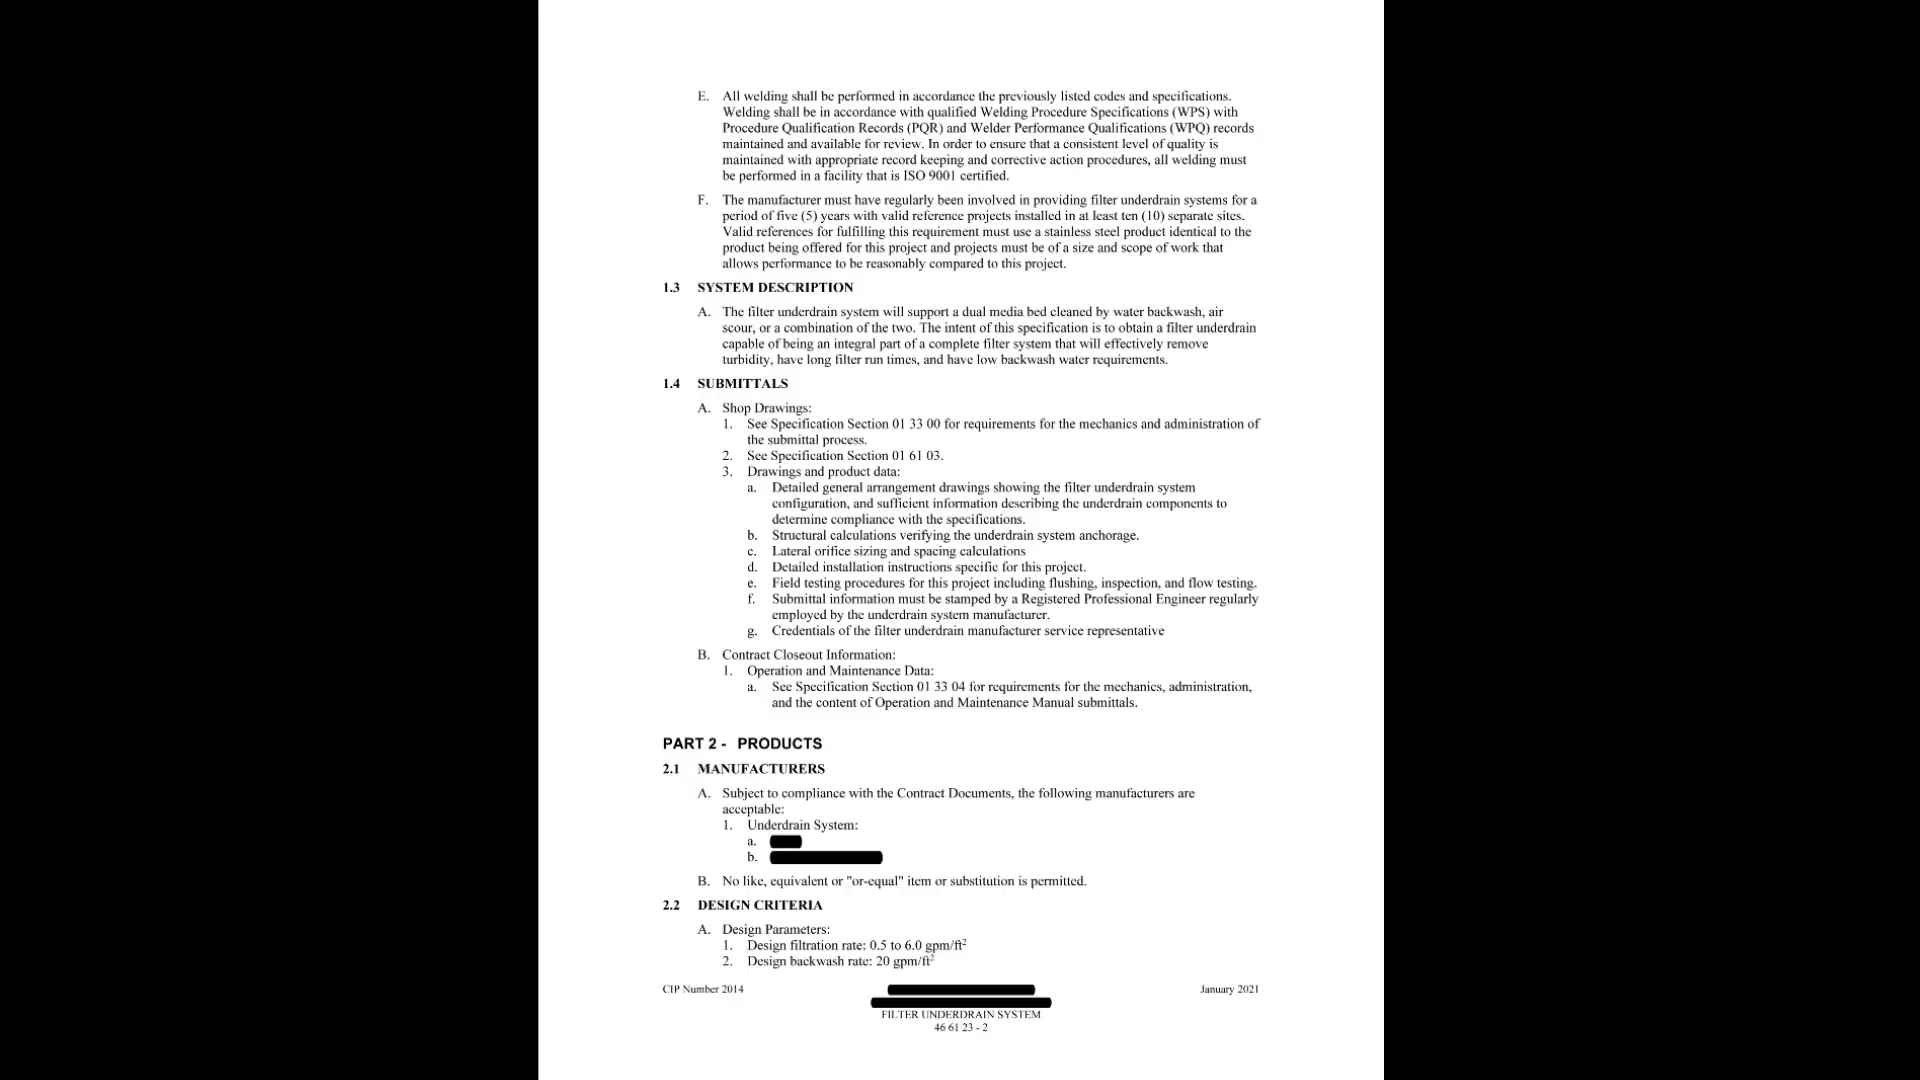 E. All welding shall be performed in accordance the previously listed codes and specifications.
Welding shall be in accordance with qualified Welding Procedure Specifications (WPS) with
Procedure Qualification Records (PQR) and Welder Performance Qualifications (WPQ) records
maintained and available for review. In order to ensure that a consistent level of quality is
maintained with appropriate record keeping and corrective action procedures, all welding must
be performed in a facility that is ISO 9001 certified.
F. The manufacturer must have regularly been involved in providing filter underdrain systems for a
period of five (5) years with valid reference projects installed in at least ten (10) separate sites.
Valid references for fulfilling this requirement must use a stainless steel product identical to the
product being offered for this project and projects must be of a size and scope of work that
allows performance to be reasonably compared to this project.
1.3 SYSTEM DESCRIPTION
A. The filter underdrain system will support a dual media bed cleaned by water backwash, air
scour, or a combination of the two. The intent of this specification is to obtain a filter underdrain
capable of being an integral part of a complete filter system that will effectively remove
turbidity, have long filter run times, and have low backwash water requirements.
1.4 SUBMITTALS
A. Shop Drawings:
1. See Specification Section 01 33 00 for requirements for the mechanics and administration of
the submittal process.
2. See Specification Section 01 61 03.
3. Drawings and product data:
a. Detailed general arrangement drawings showing the filter underdrain system
configuration, and sufficient information describing the underdrain components to
determine compliance with the specifications.
b. Structural calculations verifying the underdrain system anchorage.
c. Lateral orifice sizing and spacing calculations
d. Detailed installation instructions specific for this project.
e. Field testing procedures for this project including flushing, inspection, and flow testing.
f. Submittal information must be stamped by a Registered Professional Engineer regularly
employed by the underdrain system manufacturer.
g. Credentials of the filter underdrain manufacturer service representative
B. Contract Closeout Information:
1. Operation and Maintenance Data:
a. See Specification Section 01 33 04 for requirements for the mechanics, administration,
and the content of Operation and Maintenance Manual submittals.
PART 2 - PRODUCTS
2.1 MANUFACTURERS
A. Subject to compliance with the Contract Documents, the following manufacturers are
acceptable:
1. Underdrain System:
a.
b.
B. No like, equivalent or "or-equal" item or substitution is permitted.
2.2 DESIGN CRITERIA
A. Design Parameters:
1. Design filtration rate: 0.5 to 6.0 gpm/ft²
2. Design backwash rate: 20 gpm/ft²
CIP Number 2014 January 2021
FILTER UNDERDRAIN SYSTEM
46 61 23 - 2